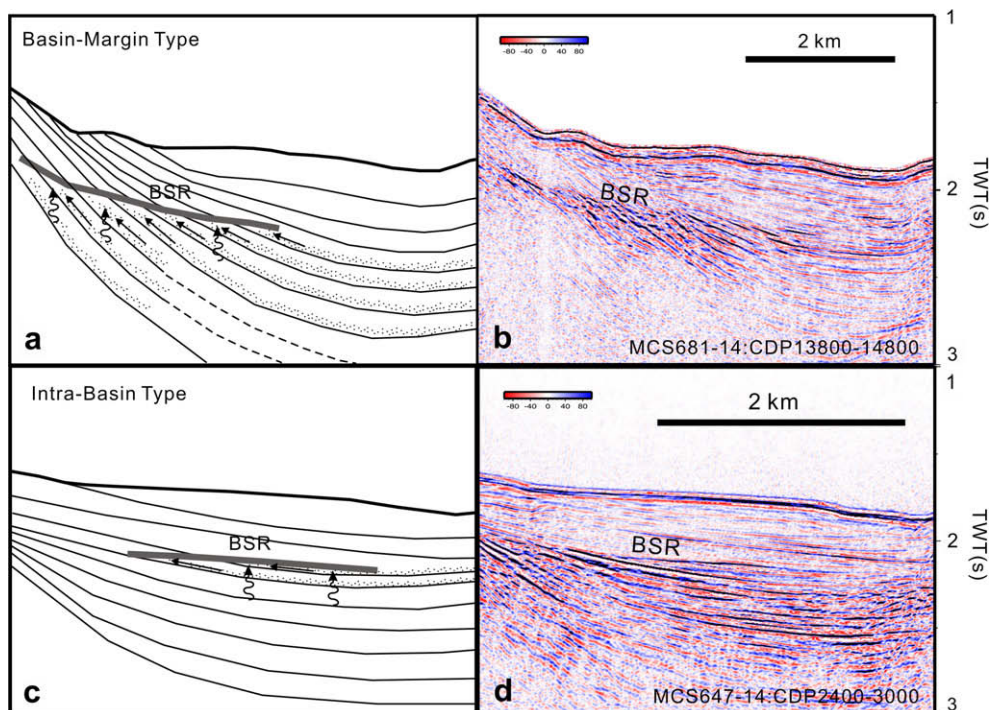 Basin-Margin Type
BSR
a
-80 -40 0 40 80
2 km
BSR
b
MCS681-14:CDP13800-14800
1
2
3
TWT(s)
Intra-Basin Type
BSR
c
-80 -40 0 40 80
2 km
BSR
d
MCS647-14:CDP2400-3000
1
2
3
TWT(s)